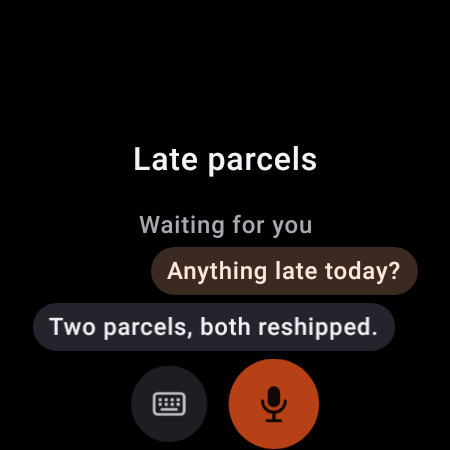 Late parcels
Waiting for you
Anything late today?
Two parcels, both reshipped.